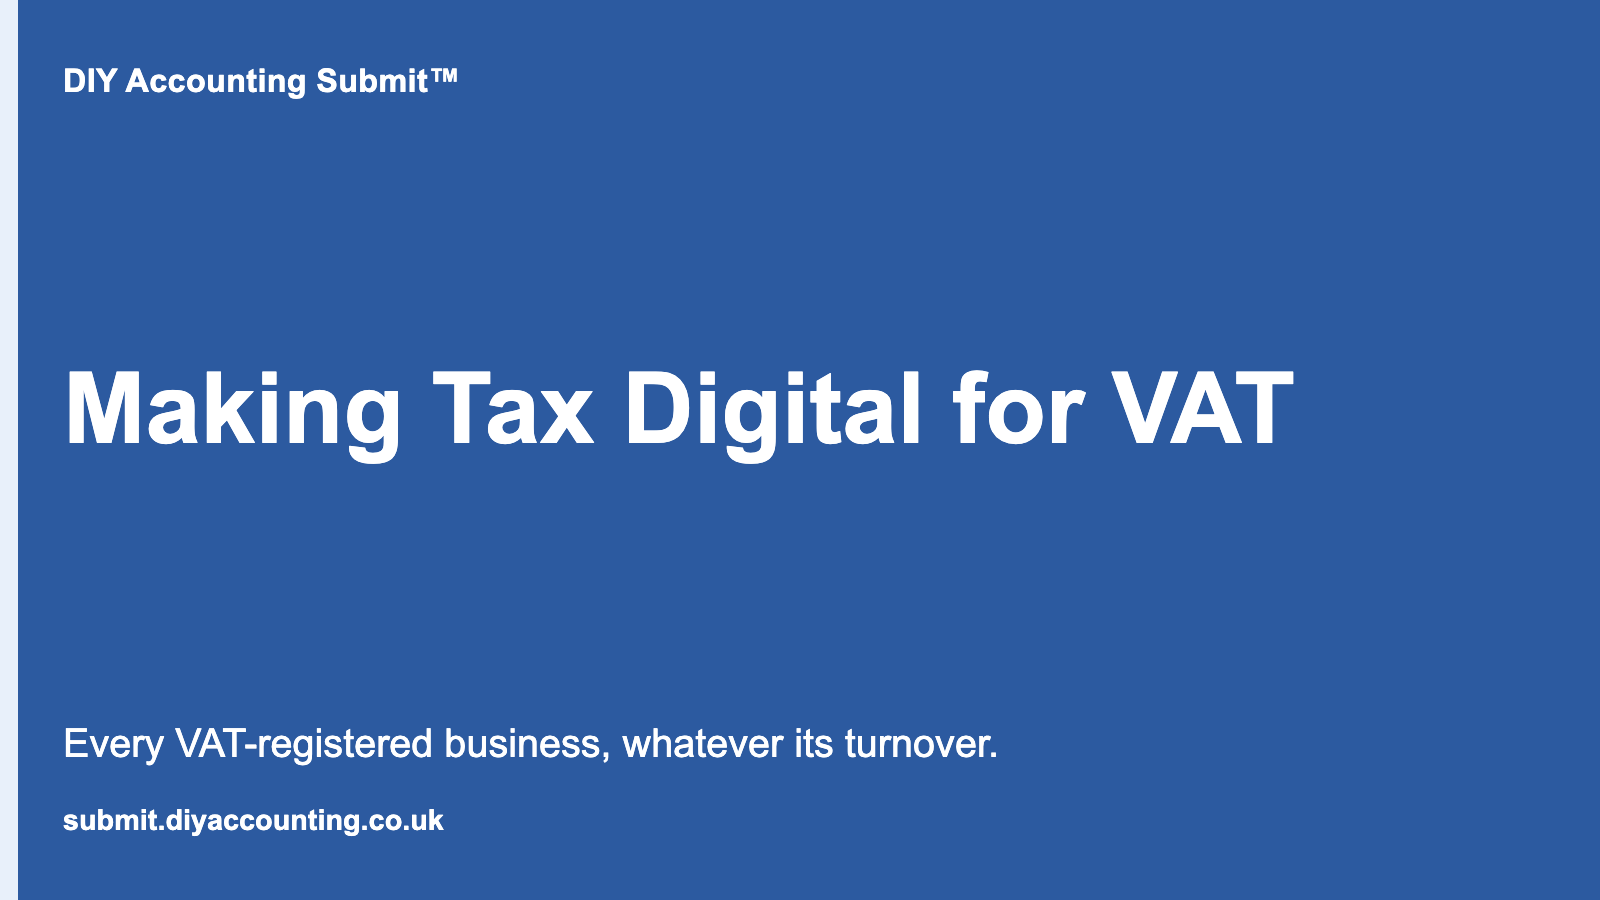 DIY Accounting Submit™
Making Tax Digital for VAT
Every VAT-registered business, whatever its turnover.
submit.diyaccounting.co.uk